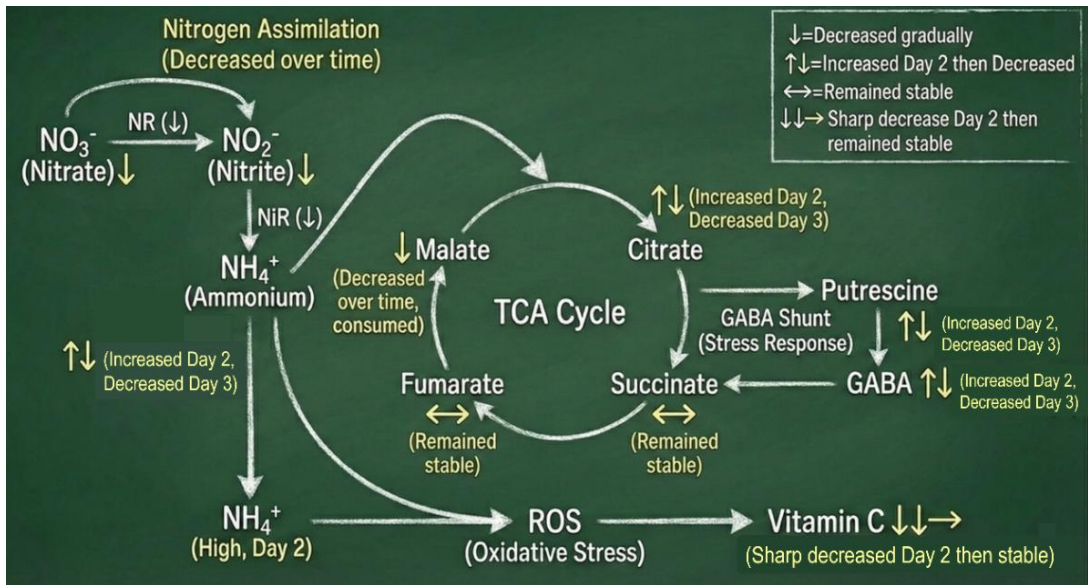 Nitrogen Assimilation
(Decreased over time)
↓=Decreased gradually
↑↓=Increased Day 2 then Decreased
↔=Remained stable
↓↓→ Sharp decrease Day 2 then
remained stable
NO₃⁻ NR (↓) NO₂⁻
(Nitrate)↓ (Nitrite)↓
NiR (↓)
NH₄⁺
(Ammonium)
↑↓ (Increased Day 2,
Decreased Day 3)
↓ Malate
(Decreased
over time,
consumed)
TCA Cycle
↑↓ (Increased Day 2,
Decreased Day 3)
Citrate
GABA Shunt
(Stress Response)
Putrescine
↑↓ (Increased Day 2,
Decreased Day 3)
Fumarate
↔
(Remained
stable)
Succinate
↔
(Remained
stable)
GABA ↑↓ (Increased Day 2,
Decreased Day 3)
NH₄⁺
(High, Day 2)
ROS
(Oxidative Stress)
Vitamin C ↓↓→
(Sharp decreased Day 2 then stable)